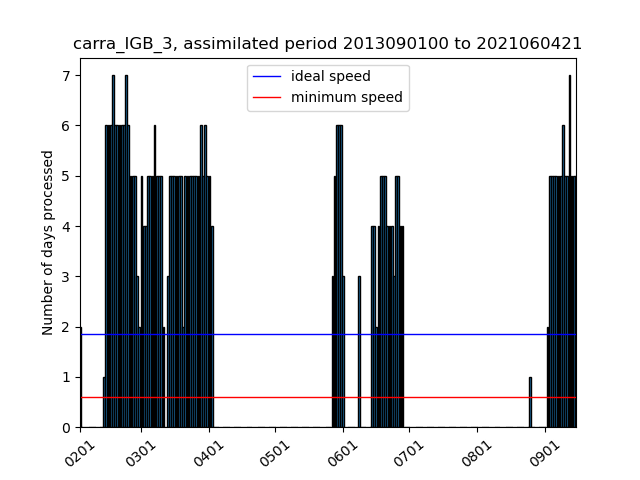 carra_IGB_3, assimilated period 2013090100 to 2021060421
ideal speed
minimum speed
Number of days processed
7
6
5
4
3
2
1
0
0201 0301 0401 0501 0601 0701 0801 0901